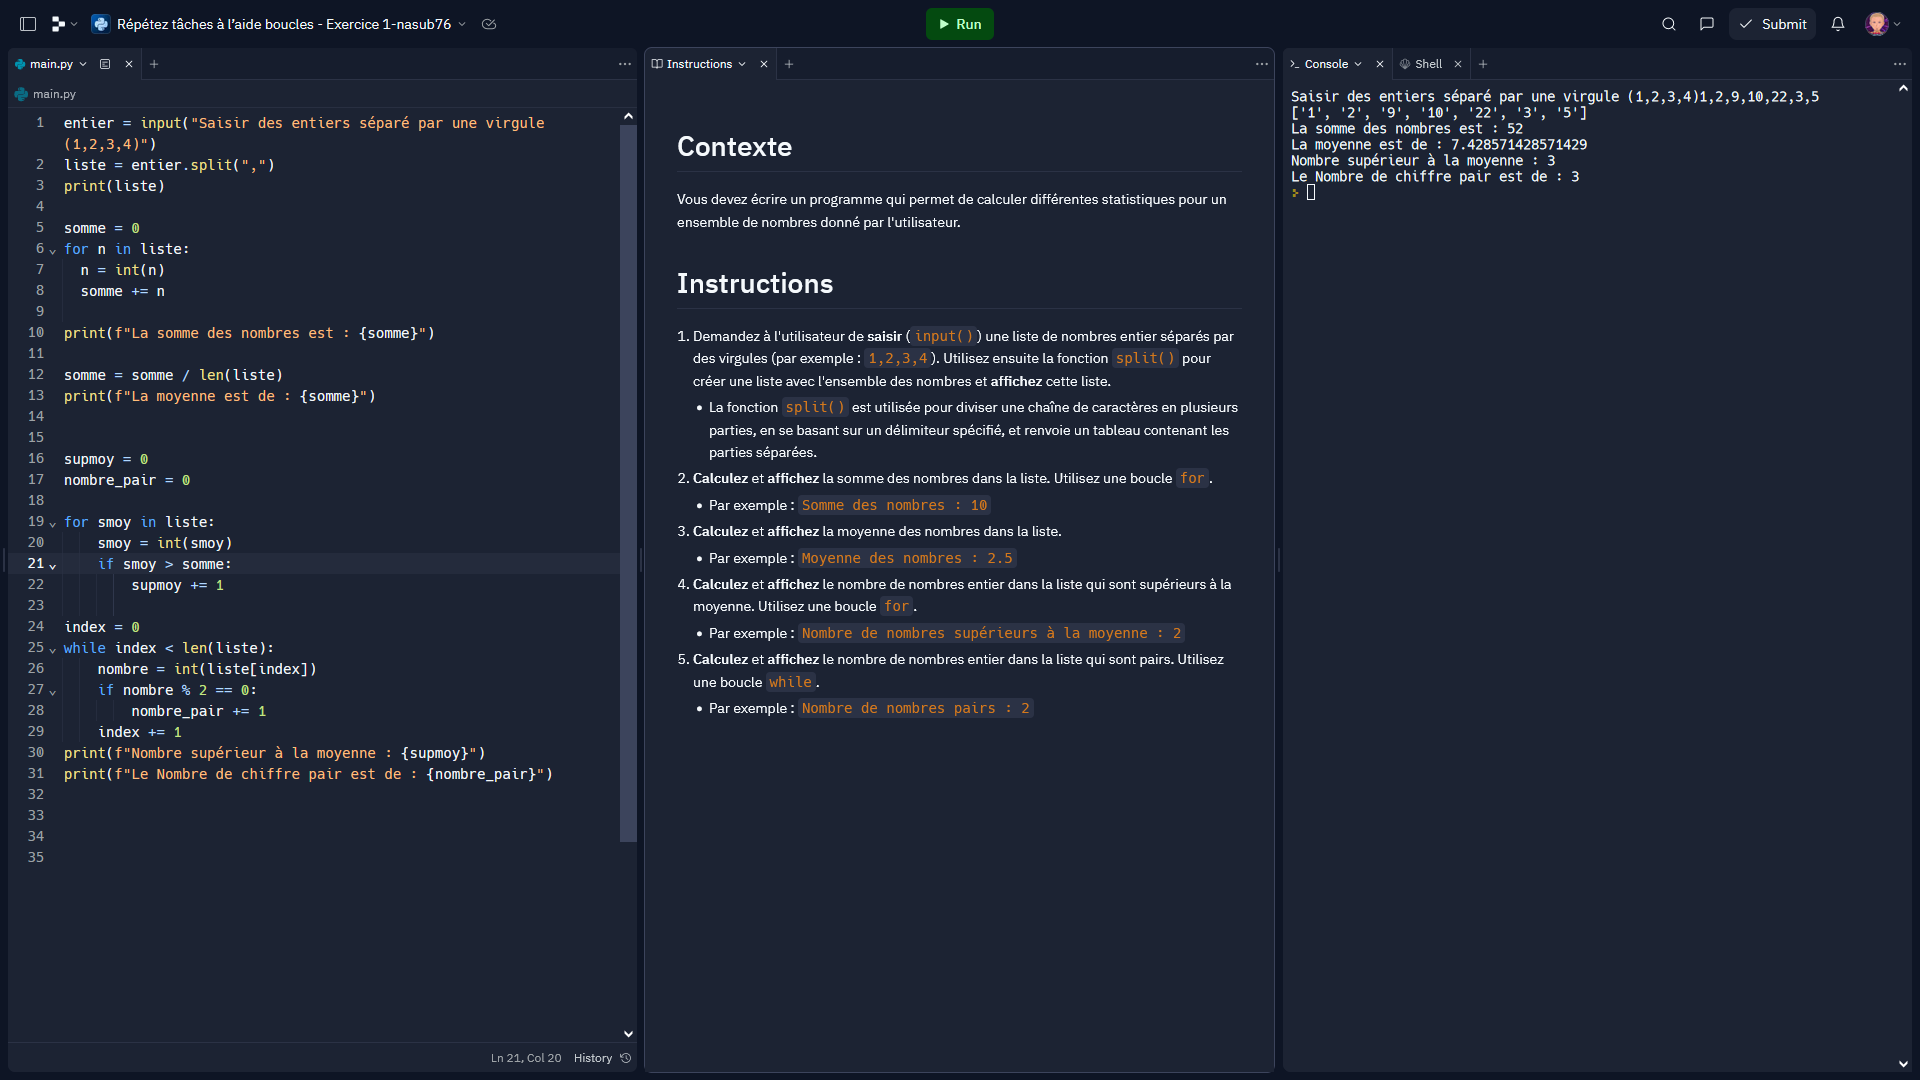 Répétez tâches à l’aide boucles - Exercice 1-nasub76
Run
Submit
main.py
main.py
1 entier = input("Saisir des entiers séparé par une virgule
(1,2,3,4)")
2 liste = entier.split(",")
3 print(liste)
4
5 somme = 0
6 for n in liste:
7 n = int(n)
8 somme += n
9
10 print(f"La somme des nombres est : {somme}")
11
12 somme = somme / len(liste)
13 print(f"La moyenne est de : {somme}")
14
15
16 supmoy = 0
17 nombre_pair = 0
18
19 for smoy in liste:
20 smoy = int(smoy)
21 if smoy > somme:
22 supmoy += 1
23
24 index = 0
25 while index < len(liste):
26 nombre = int(liste[index])
27 if nombre % 2 == 0:
28 nombre_pair += 1
29 index += 1
30 print(f"Nombre supérieur à la moyenne : {supmoy}")
31 print(f"Le Nombre de chiffre pair est de : {nombre_pair}")
32
33
34
35
Ln 21, Col 20 History
Instructions
Contexte
Vous devez écrire un programme qui permet de calculer différentes statistiques pour un
ensemble de nombres donné par l'utilisateur.
Instructions
1. Demandez à l'utilisateur de saisir ( input() ) une liste de nombres entier séparés par
des virgules (par exemple : 1,2,3,4 ). Utilisez ensuite la fonction split() pour
créer une liste avec l'ensemble des nombres et affichez cette liste.
• La fonction split() est utilisée pour diviser une chaîne de caractères en plusieurs
parties, en se basant sur un délimiteur spécifié, et renvoie un tableau contenant les
parties séparées.
2. Calculez et affichez la somme des nombres dans la liste. Utilisez une boucle for .
• Par exemple : Somme des nombres : 10
3. Calculez et affichez la moyenne des nombres dans la liste.
• Par exemple : Moyenne des nombres : 2.5
4. Calculez et affichez le nombre de nombres entier dans la liste qui sont supérieurs à la
moyenne. Utilisez une boucle for .
• Par exemple : Nombre de nombres supérieurs à la moyenne : 2
5. Calculez et affichez le nombre de nombres entier dans la liste qui sont pairs. Utilisez
une boucle while .
• Par exemple : Nombre de nombres pairs : 2
Console
Shell
Saisir des entiers séparé par une virgule (1,2,3,4)1,2,9,10,22,3,5
['1', '2', '9', '10', '22', '3', '5']
La somme des nombres est : 52
La moyenne est de : 7.428571428571429
Nombre supérieur à la moyenne : 3
Le Nombre de chiffre pair est de : 3